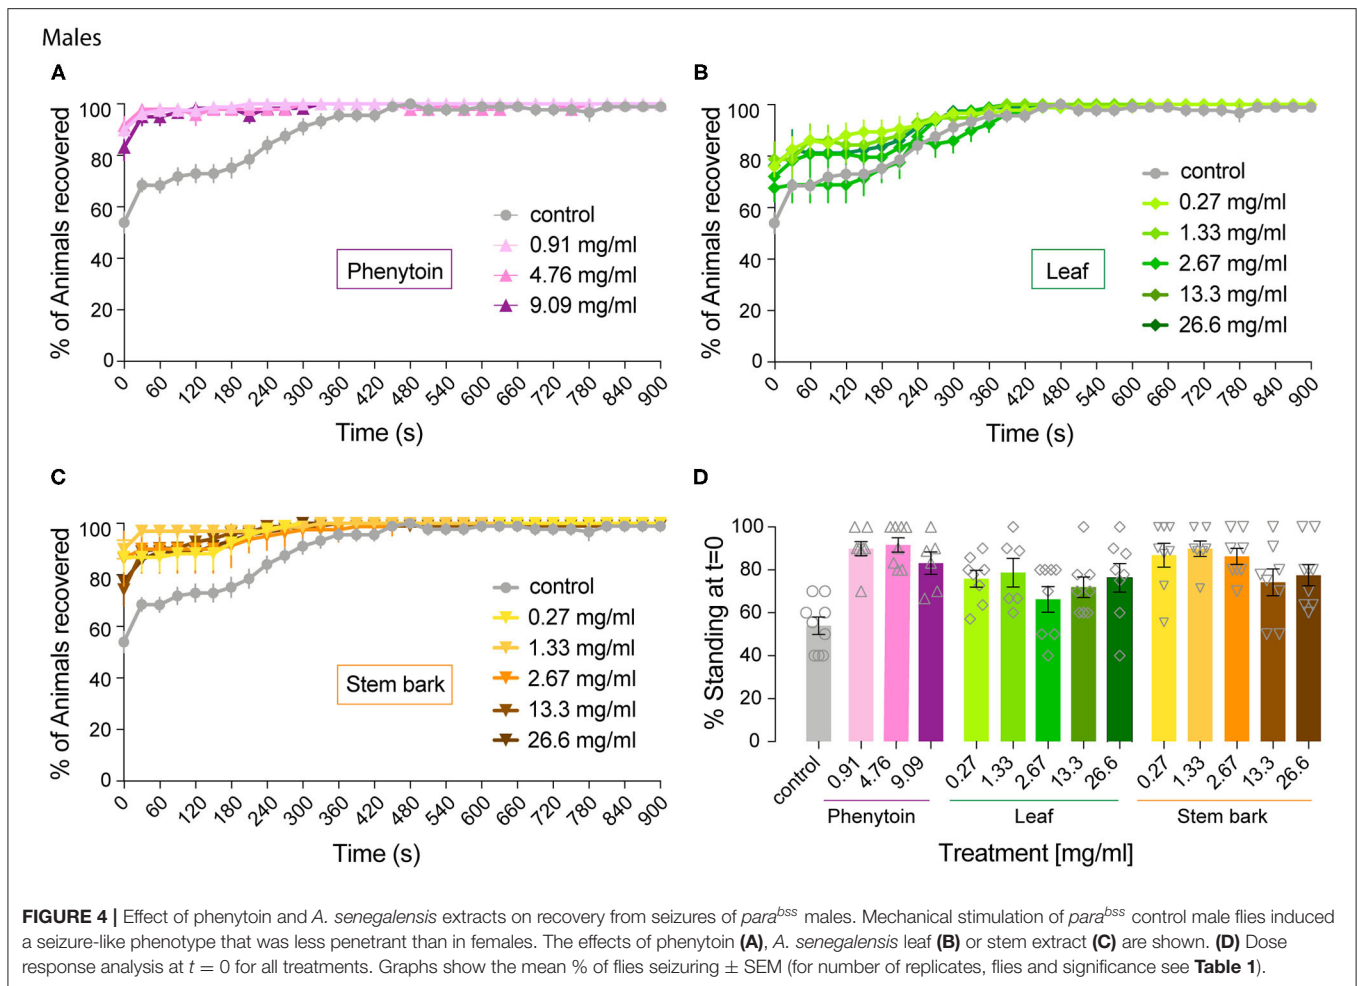 Males
A
% of Animals recovered
100
80
60
40
20
0
0 60 120 180 240 300 360 420 480 540 600 660 720 780 840 900
Time (s)
control
0.91 mg/ml
4.76 mg/ml
9.09 mg/ml
Phenytoin
B
% of Animals recovered
100
80
60
40
20
0
0 60 120 180 240 300 360 420 480 540 600 660 720 780 840 900
Time (s)
control
0.27 mg/ml
1.33 mg/ml
2.67 mg/ml
13.3 mg/ml
26.6 mg/ml
Leaf
C
% of Animals recovered
100
80
60
40
20
0
0 60 120 180 240 300 360 420 480 540 600 660 720 780 840 900
Time (s)
control
0.27 mg/ml
1.33 mg/ml
2.67 mg/ml
13.3 mg/ml
26.6 mg/ml
Stem bark
D
% Standing at t=0
100
80
60
40
20
0
control 0.91 4.76 9.09 0.27 1.33 2.67 13.3 26.6 0.27 1.33 2.67 13.3 26.6
Phenytoin Leaf Stem bark
Treatment [mg/ml]
FIGURE 4 | Effect of phenytoin and A. senegalensis extracts on recovery from seizures of para^bss males. Mechanical stimulation of para^bss control male flies induced
a seizure-like phenotype that was less penetrant than in females. The effects of phenytoin (A), A. senegalensis leaf (B) or stem extract (C) are shown. (D) Dose
response analysis at t = 0 for all treatments. Graphs show the mean % of flies seizuring ± SEM (for number of replicates, flies and significance see Table 1).